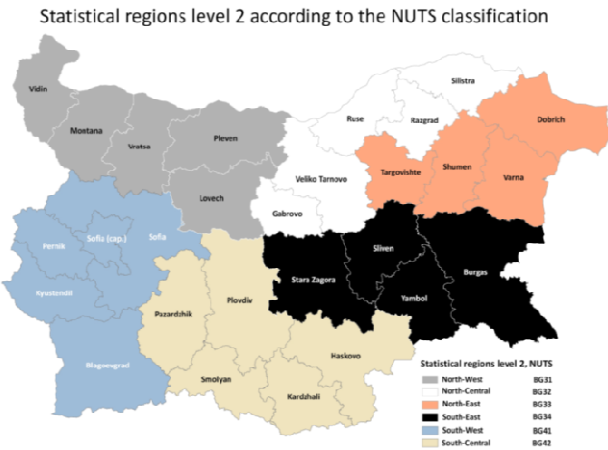 Statistical regions level 2 according to the NUTS classification
Silistra
Vidin
Ruse
Razgrad
Dobrich
Montana
Vratsa
Pleven
Targovishte
Shumen
Varna
Veliko Tarnovo
Lovech
Gabrovo
Pernik
Sofia (cap.)
Sofia
Sliven
Burgas
Stara Zagora
Kyustendil
Yambol
Pazardzhik
Plovdiv
Blagoevgrad
Haskovo
Smolyan
Kardzhali
Statistical regions level 2, NUTS
North-West BG31
North-Central BG32
North-East BG33
South-East BG34
South-West BG41
South-Central BG42